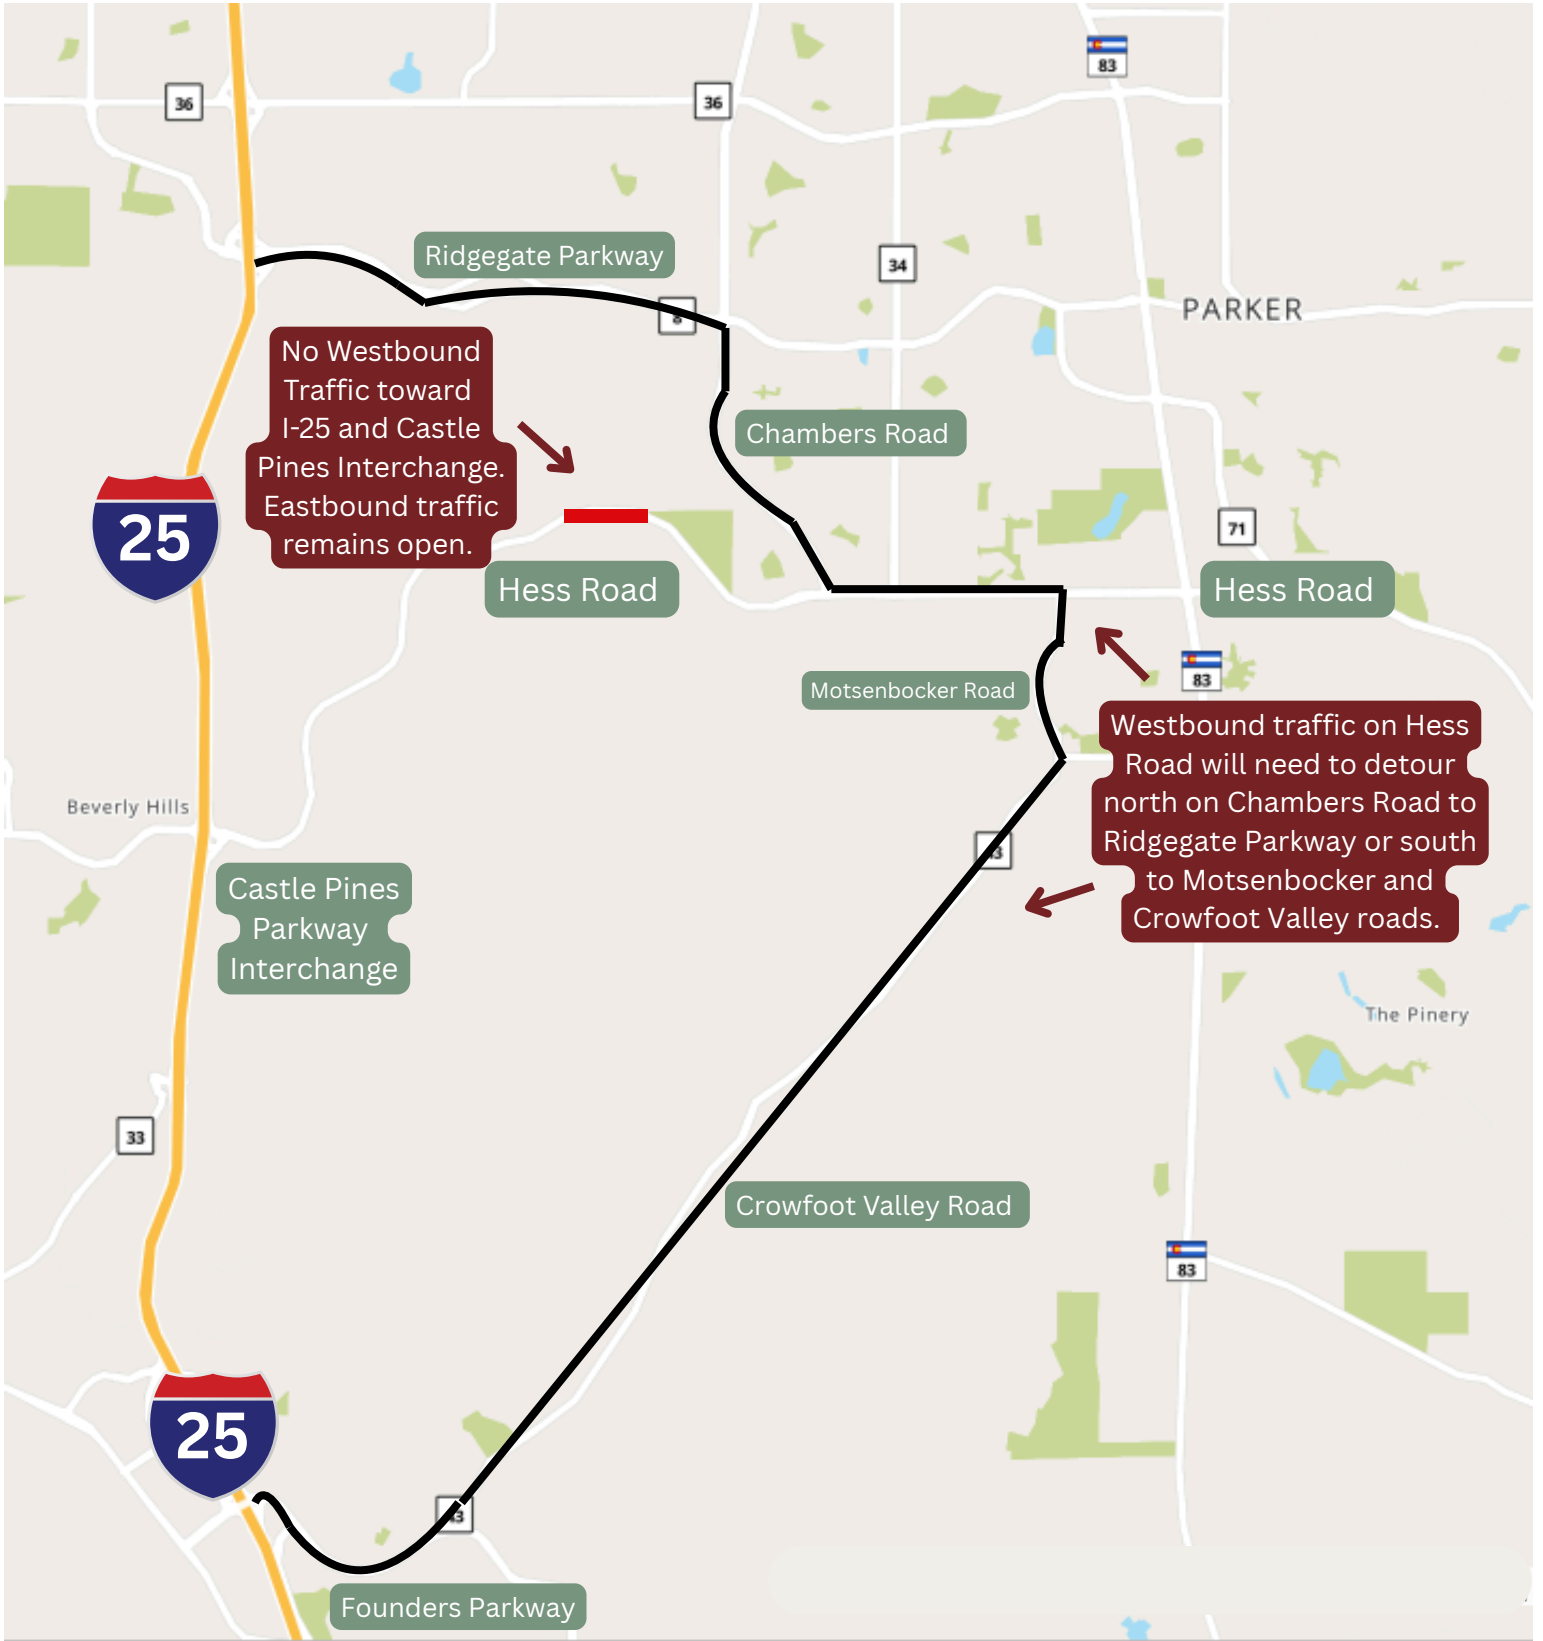 83
36
36
Ridgegate Parkway
34
8
PARKER
No Westbound
Traffic toward
I-25 and Castle
Pines Interchange.
Eastbound traffic
remains open.
Chambers Road
25
71
Hess Road
Hess Road
83
Motsenbocker Road
Westbound traffic on Hess
Road will need to detour
north on Chambers Road to
Ridgegate Parkway or south
to Motsenbocker and
Crowfoot Valley roads.
Beverly Hills
Castle Pines
Parkway
Interchange
The Pinery
33
Crowfoot Valley Road
83
25
Founders Parkway